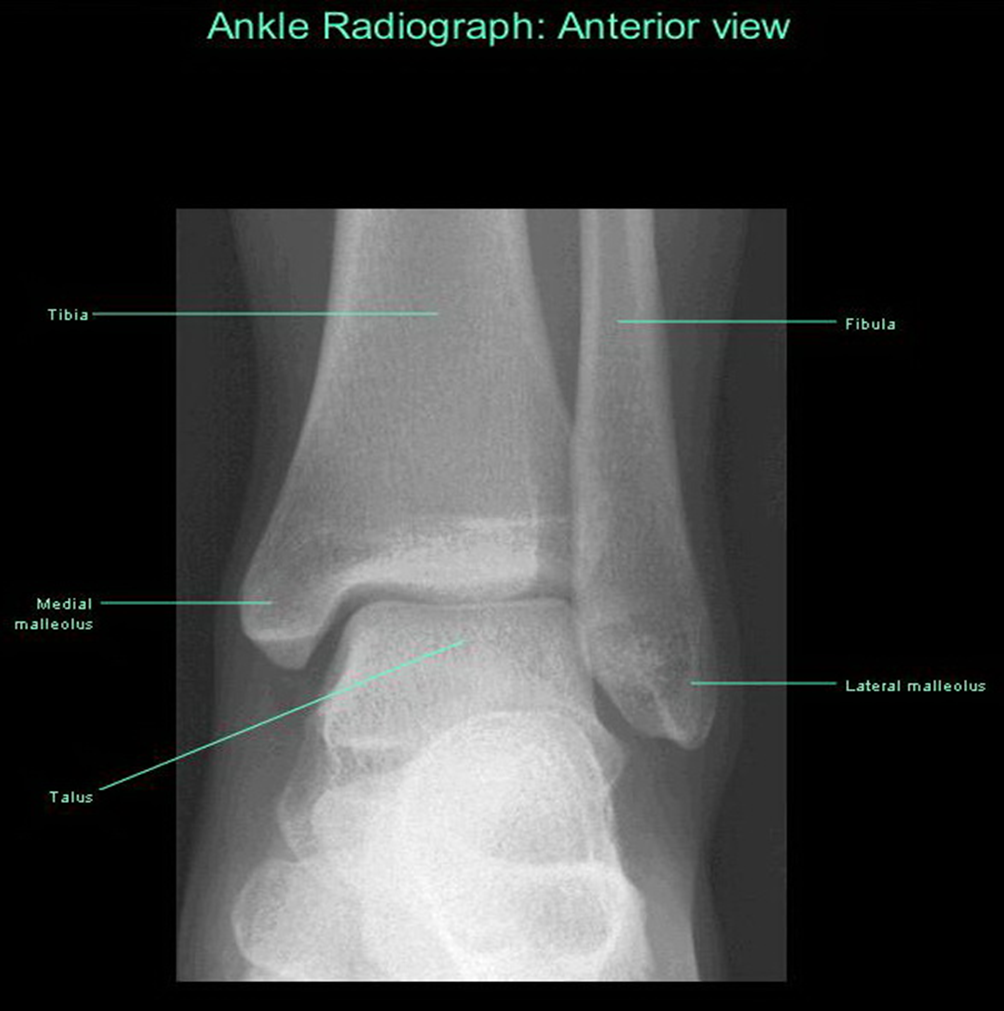 Ankle Radiograph: Anterior view
Tibia
Fibula
Medial
malleolus
Lateral malleolus
Talus